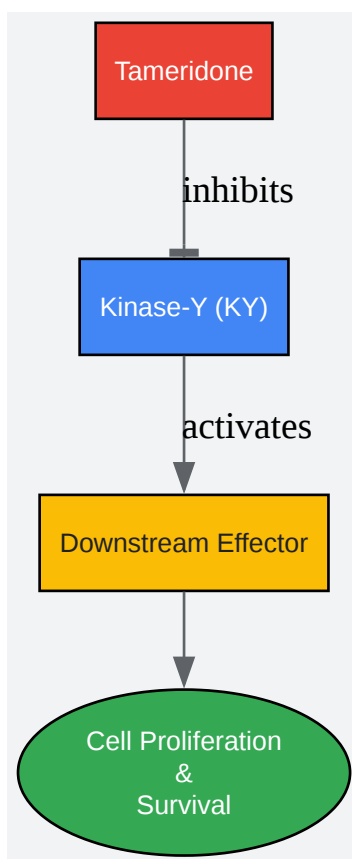 Tameridone
inhibits
Kinase-Y (KY)
activates
Downstream Effector
Cell Proliferation
&
Survival